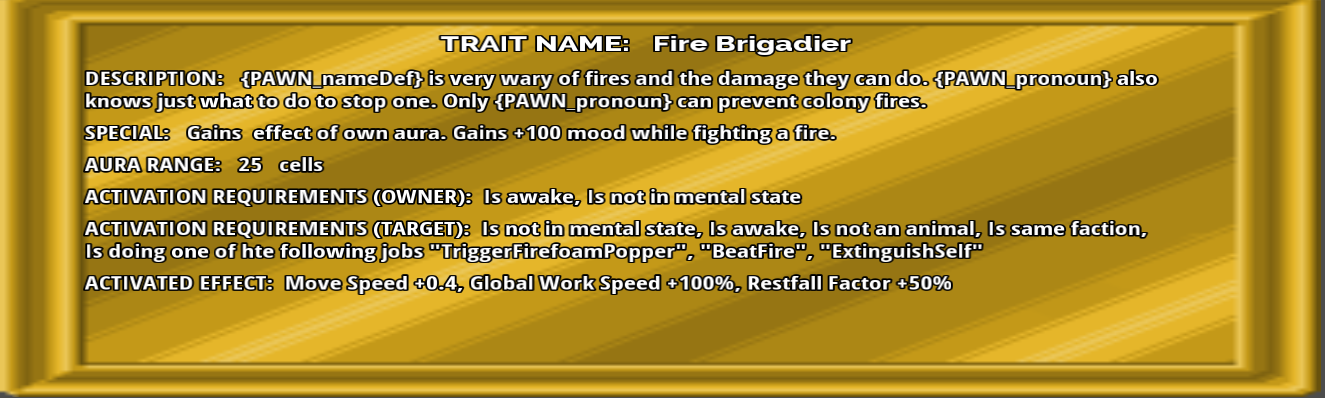 TRAIT NAME: Fire Brigadier
DESCRIPTION: {PAWN_nameDef} is very wary of fires and the damage they can do. {PAWN_pronoun} also
knows just what to do to stop one. Only {PAWN_pronoun} can prevent colony fires.
SPECIAL: Gains effect of own aura. Gains +100 mood while fighting a fire.
AURA RANGE: 25 cells
ACTIVATION REQUIREMENTS (OWNER): Is awake, Is not in mental state
ACTIVATION REQUIREMENTS (TARGET): Is not in mental state, Is awake, Is not an animal, Is same faction,
Is doing one of hte following jobs "TriggerFirefoamPopper", "BeatFire", "ExtinguishSelf"
ACTIVATED EFFECT: Move Speed +0.4, Global Work Speed +100%, Restfall Factor +50%